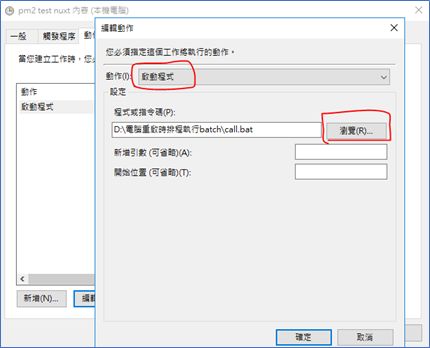 pm2 test nuxt 內容 (本機電腦)
一般
觸發程序
動
當您建立工作時，您必
動作
啟動程式
新增(N)...
編輯
編輯動作
您必須指定這個工作將執行的動作。
動作(I):
啟動程式
設定
程式或指令碼(P):
D:\電腦重啟時排程執行batch\call.bat
瀏覽(R)...
新增引數 (可省略)(A):
開始位置 (可省略)(T):
確定
取消